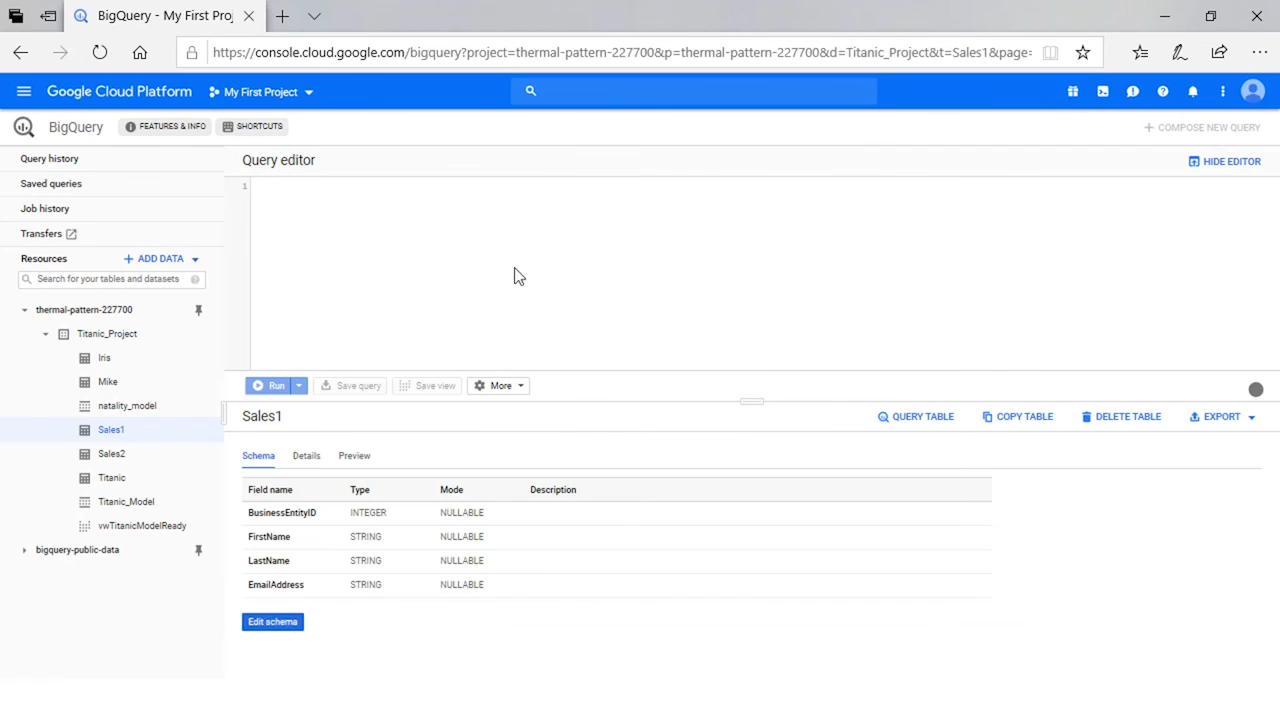 BigQuery - My First Proj
https://console.cloud.google.com/bigquery?project=thermal-pattern-227700&p=thermal-pattern-227700&d=Titanic_Project&t=Sales1&page=
Google Cloud Platform My First Project
BigQuery FEATURES & INFO SHORTCUTS COMPOSE NEW QUERY
Query history
Saved queries
Job history
Transfers
Resources ADD DATA
Search for your tables and datasets
thermal-pattern-227700
Titanic_Project
Iris
Mike
natality_model
Sales1
Sales2
Titanic
Titanic_Model
vwTitanicModelReady
bigquery-public-data
Query editor HIDE EDITOR
1
Run Save query Save view More
Sales1 QUERY TABLE COPY TABLE DELETE TABLE EXPORT
Schema Details Preview
Field name Type Mode Description
BusinessEntityID INTEGER NULLABLE
FirstName STRING NULLABLE
LastName STRING NULLABLE
EmailAddress STRING NULLABLE
Edit schema